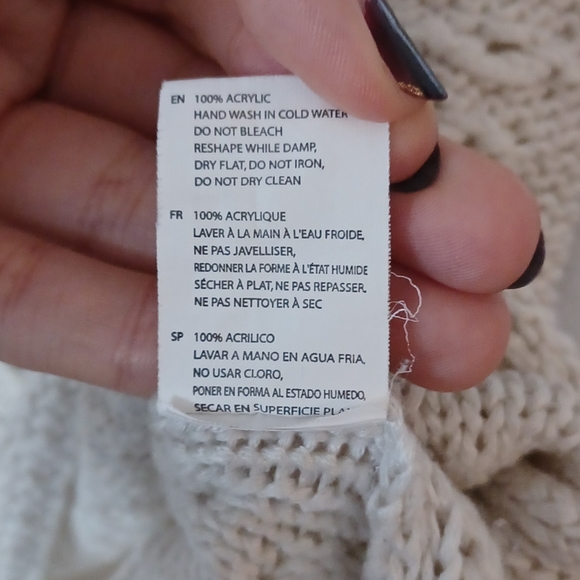 EN 100% ACRYLIC
HAND WASH IN COLD WATER
DO NOT BLEACH
RESHAPE WHILE DAMP,
DRY FLAT, DO NOT IRON,
DO NOT DRY CLEAN
FR 100% ACRYLIQUE
LAVER À LA MAIN À L'EAU FROIDE,
NE PAS JAVELLISER,
REDONNER LA FORME À L'ÉTAT HUMIDE
SÉCHER À PLAT, NE PAS REPASSER.
NE PAS NETTOYER À SEC
SP 100% ACRILICO
LAVAR A MANO EN AGUA FRIA,
NO USAR CLORO,
PONER EN FORMA AL ESTADO HUMEDO,
SECAR EN SUPERFICIE